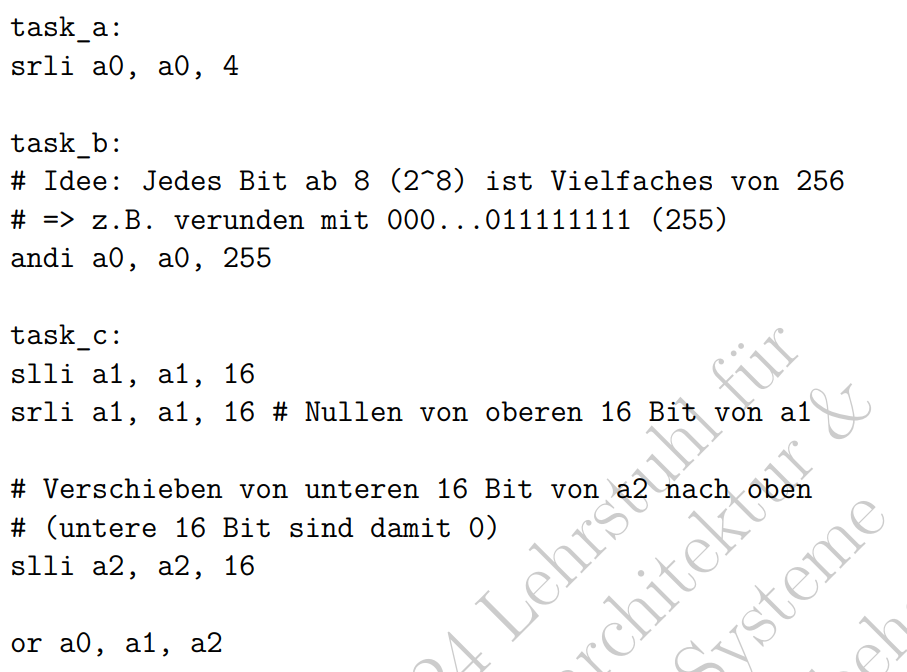 task_a:
srli a0, a0, 4
task_b:
# Idee: Jedes Bit ab 8 (2^8) ist Vielfaches von 256
# => z.B. verunden mit 000...011111111 (255)
andi a0, a0, 255
task_c:
slli a1, a1, 16
srli a1, a1, 16 # Nullen von oberen 16 Bit von a1
# Verschieben von unteren 16 Bit von a2 nach oben
# (untere 16 Bit sind damit 0)
slli a2, a2, 16
or a0, a1, a2
24 Lehrstuhl für
rchitektur &
Systeme